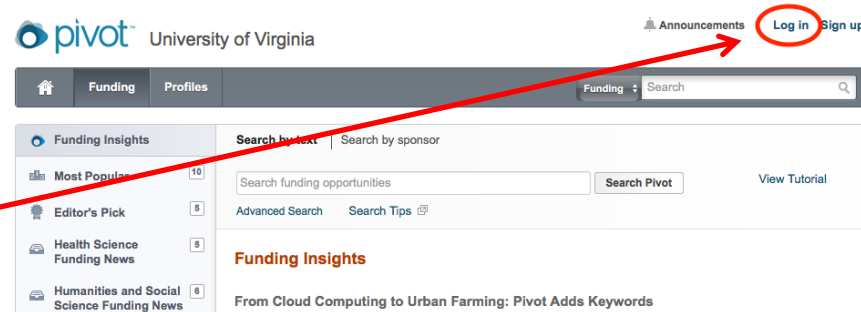 pivot™ University of Virginia
Announcements Log in Sign up
Funding Profiles Funding Search
Funding Insights
Most Popular 10
Editor's Pick 5
Health Science 5
Funding News
Humanities and Social 6
Science Funding News
Search by text Search by sponsor
Search funding opportunities Search Pivot View Tutorial
Advanced Search Search Tips
Funding Insights
From Cloud Computing to Urban Farming: Pivot Adds Keywords